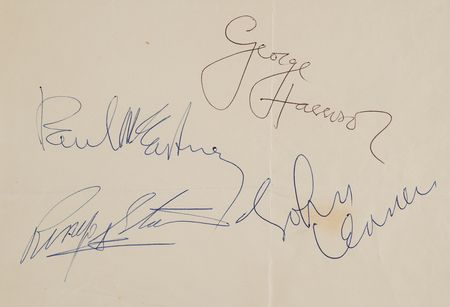 George
Harrison
Paul McCartney
Ringo Starr
John
Lennon